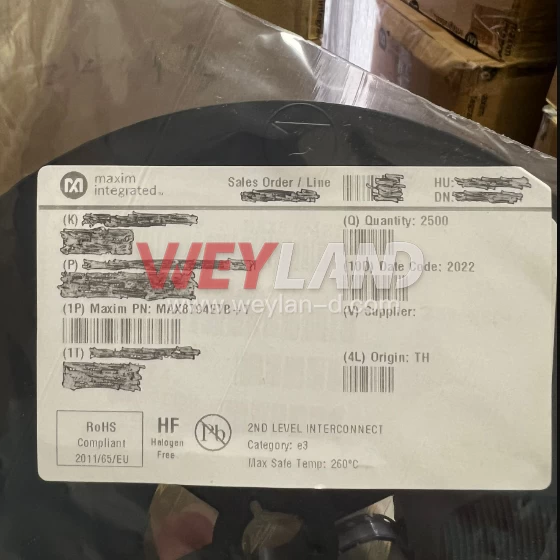 maxim
integrated™
Sales Order / Line
HU:
DN:
(K)
(Q) Quantity: 2500
(P)
WEYLAND
(10D) Date Code: 2022
www.weylan-d.com
(1P) Maxim PN:
(V) Supplier:
(1T)
(4L) Origin: TH
RoHS
Compliant
2011/65/EU
HF
Halogen
Free
Pb
2ND LEVEL INTERCONNECT
Category: e3
Max Safe Temp: 260°C